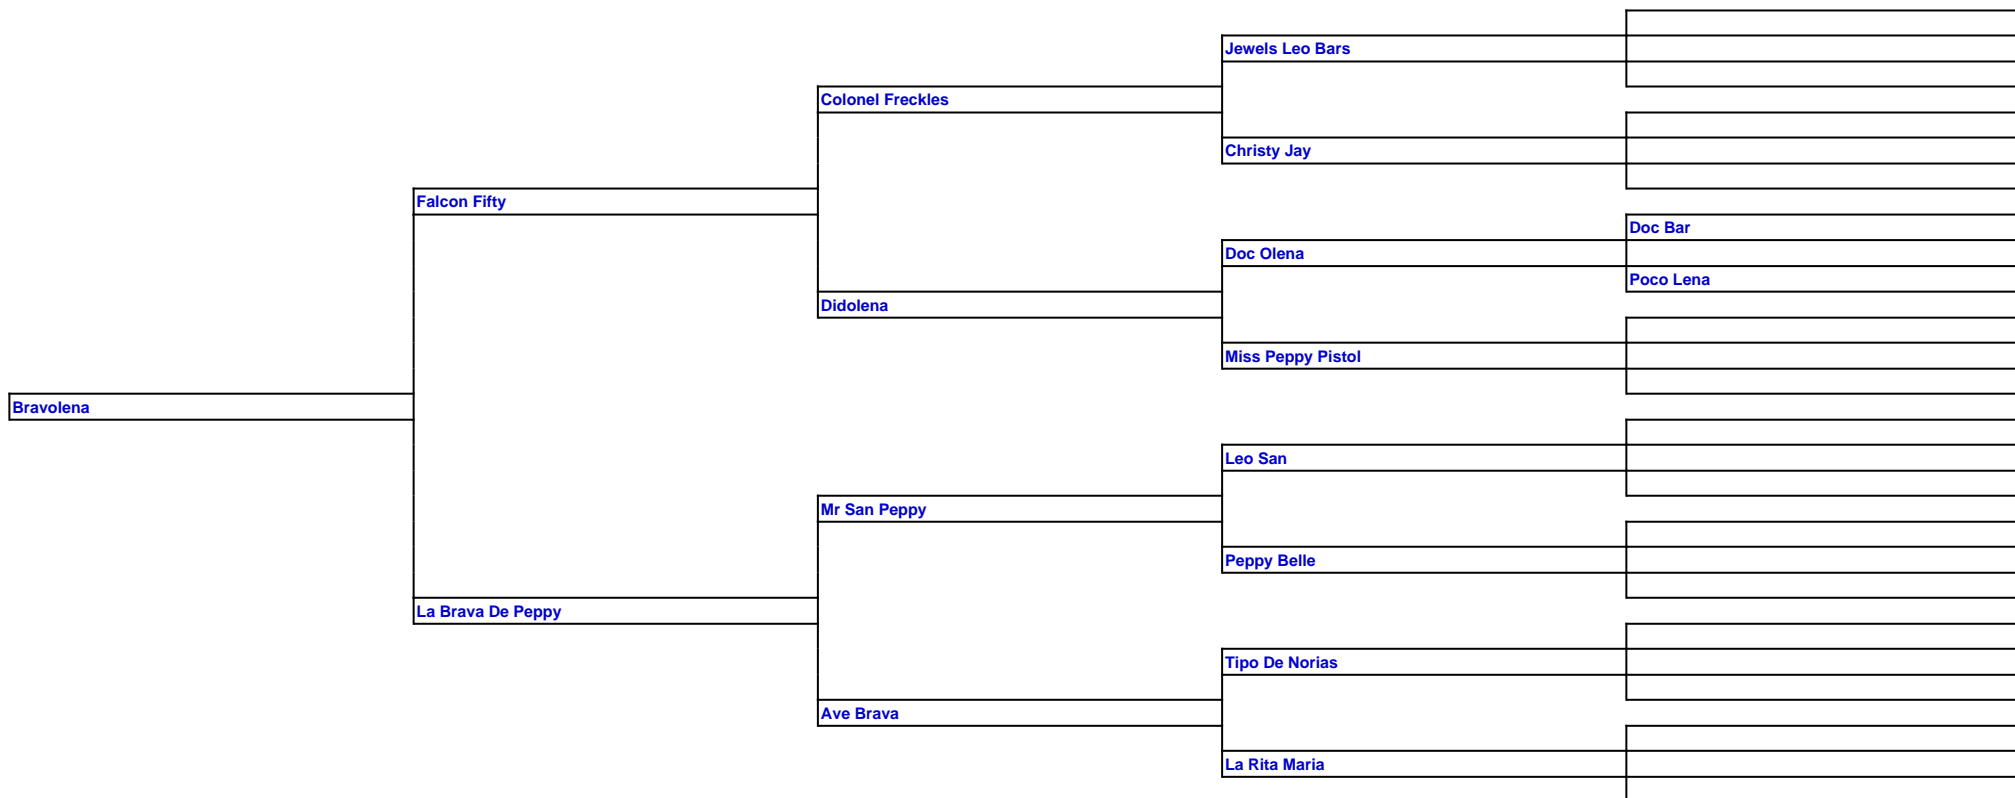 Jewels Leo Bars
Colonel Freckles
Christy Jay
Falcon Fifty
Doc Bar
Doc Olena
Poco Lena
Didolena
Miss Peppy Pistol
Bravolena
Leo San
Mr San Peppy
Peppy Belle
La Brava De Peppy
Tipo De Norias
Ave Brava
La Rita Maria